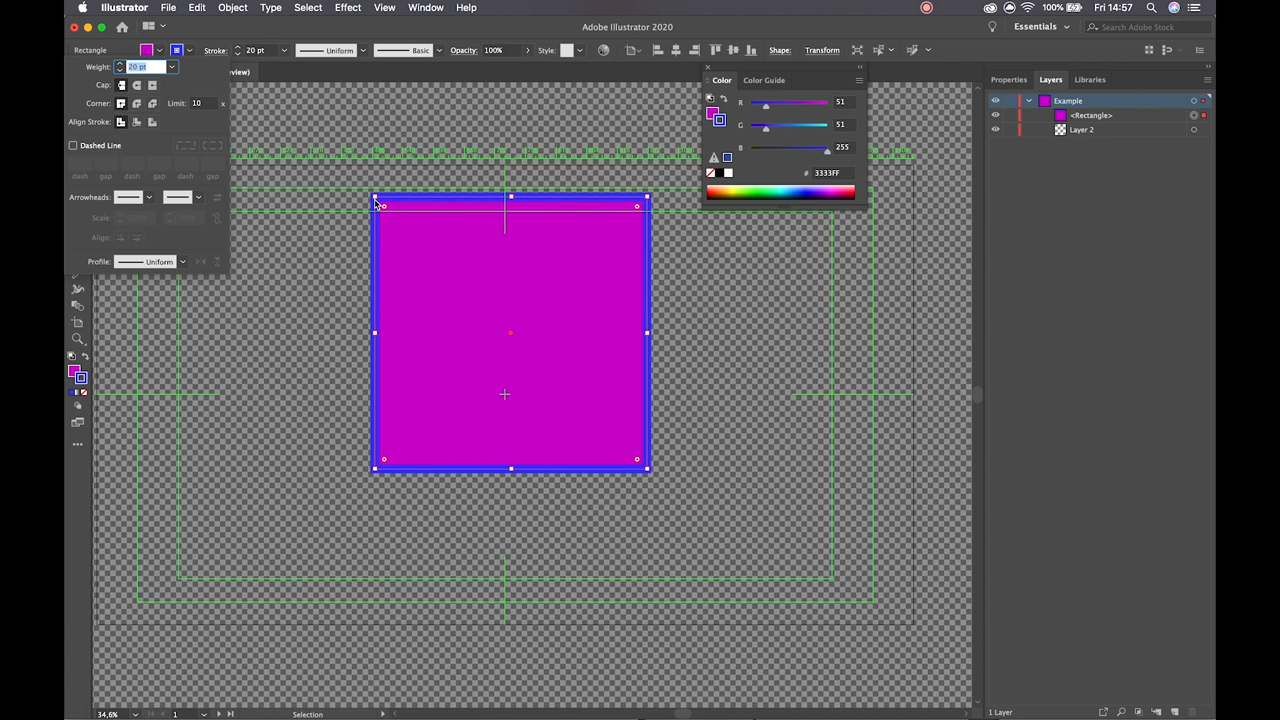 Illustrator File Edit Object Type Select Effect View Window Help 100% Fri 14:57
Adobe Illustrator 2020 Essentials Search Adobe Stock
Rectangle Stroke: 20 pt Uniform Basic Opacity: 100% Style: Shape: Transform
Weight: 20 pt
view)
Color Color Guide
Properties Layers Libraries
Cap:
Corner: Limit: 10 x
R 51
Example
<Rectangle>
Align Stroke:
G 51
Layer 2
Dashed Line
B 255
dash gap dash gap dash gap
# 3333FF
Arrowheads:
Scale: 100% 100%
Align:
Profile: Uniform
34,6% 1 Selection
1 Layer